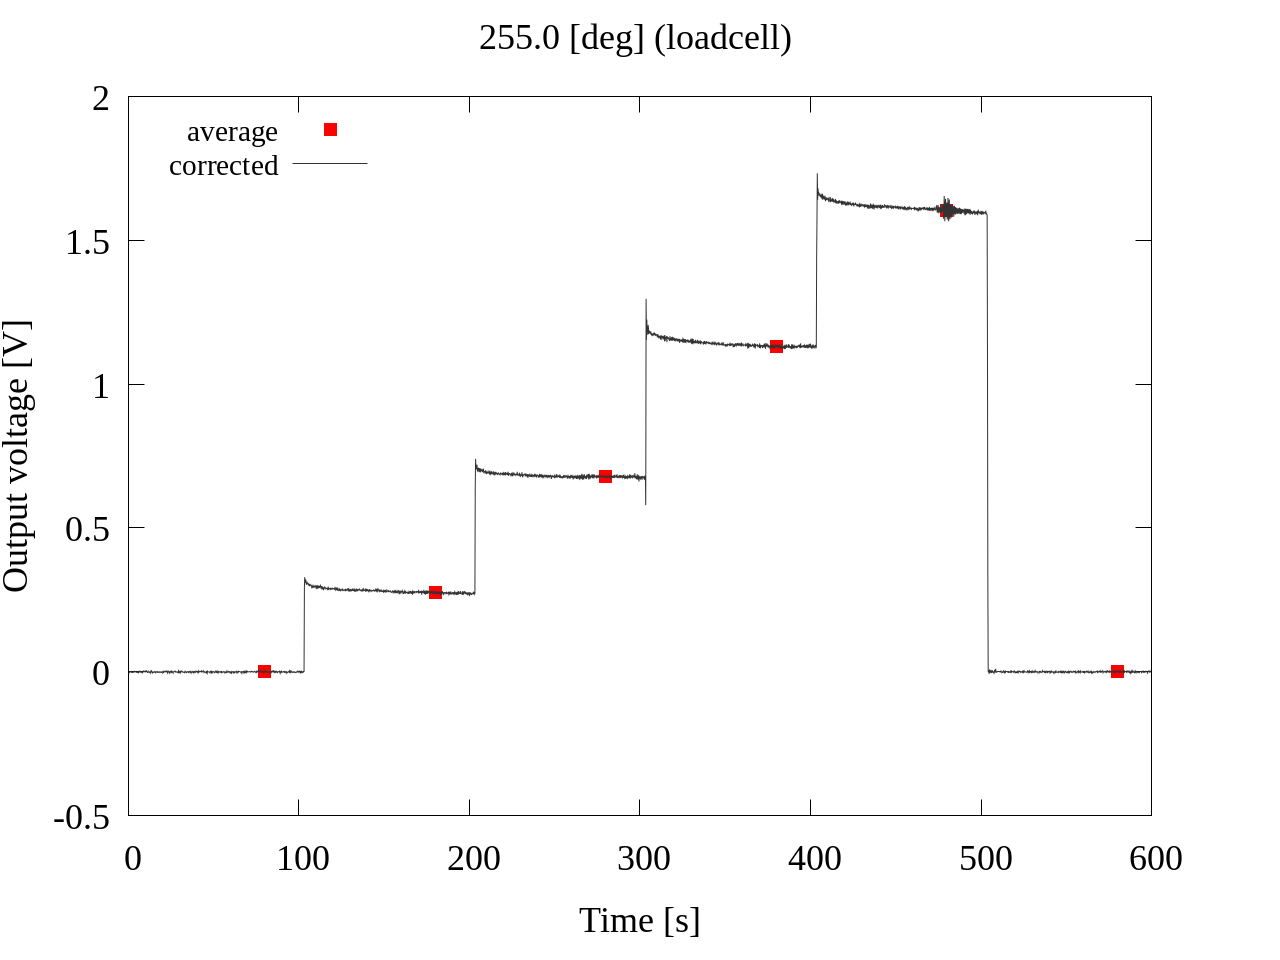 255.0 [deg] (loadcell)
average
corrected
Output voltage [V]
2
1.5
1
0.5
0
-0.5
0 100 200 300 400 500 600
Time [s]